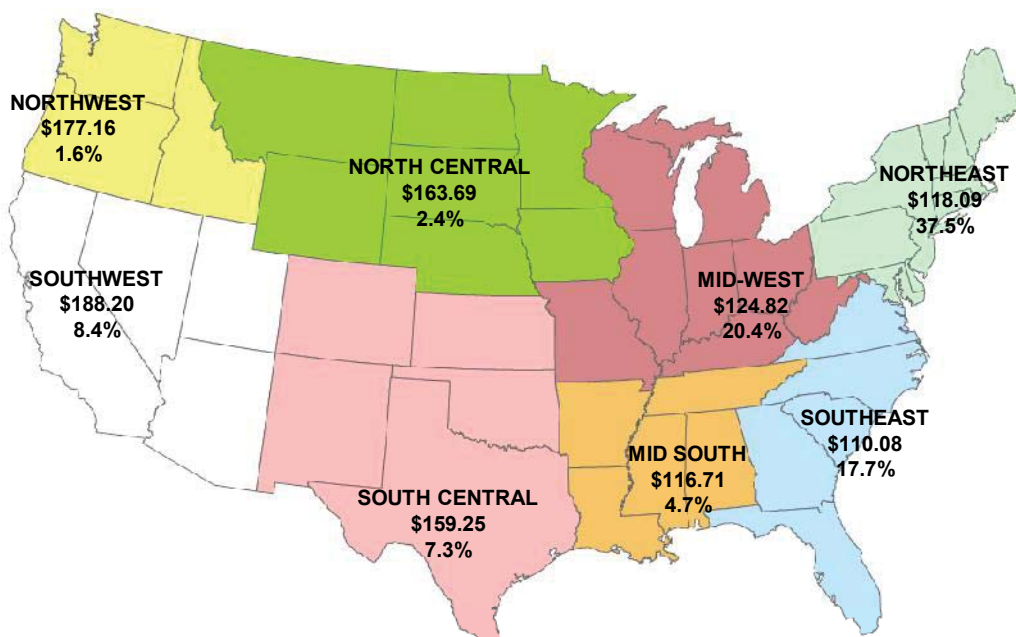 NORTHWEST
$177.16
1.6%
NORTH CENTRAL
$163.69
2.4%
NORTHEAST
$118.09
37.5%
SOUTHWEST
$188.20
8.4%
MID-WEST
$124.82
20.4%
SOUTHEAST
$110.08
17.7%
MID SOUTH
$116.71
4.7%
SOUTH CENTRAL
$159.25
7.3%